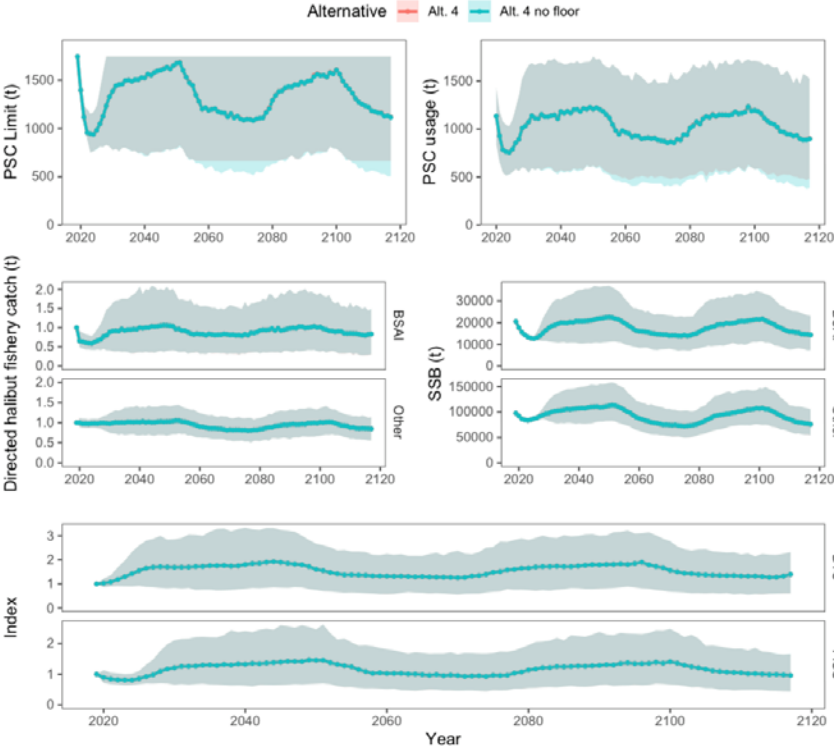 Alternative Alt. 4 Alt. 4 no floor
PSC Limit (t)
1500
1000
500
0
2020 2040 2060 2080 2100 2120
PSC usage (t)
1500
1000
500
0
2020 2040 2060 2080 2100 2120
Directed halibut fishery catch (t)
2.0
1.5
1.0
0.5
0.0
BSAI
2.0
1.5
1.0
0.5
0.0
Other
2020 2040 2060 2080 2100 2120
SSB (t)
30000
20000
10000
0
150000
100000
50000
0
2020 2040 2060 2080 2100 2120
Index
3
2
1
0
2
1
0
2020 2040 2060 2080 2100 2120
Year